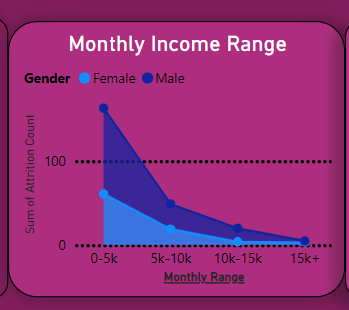 Monthly Income Range
Gender Female Male
Sum of Attrition Count
100
0
0-5k 5k-10k 10k-15k 15k+
Monthly Range